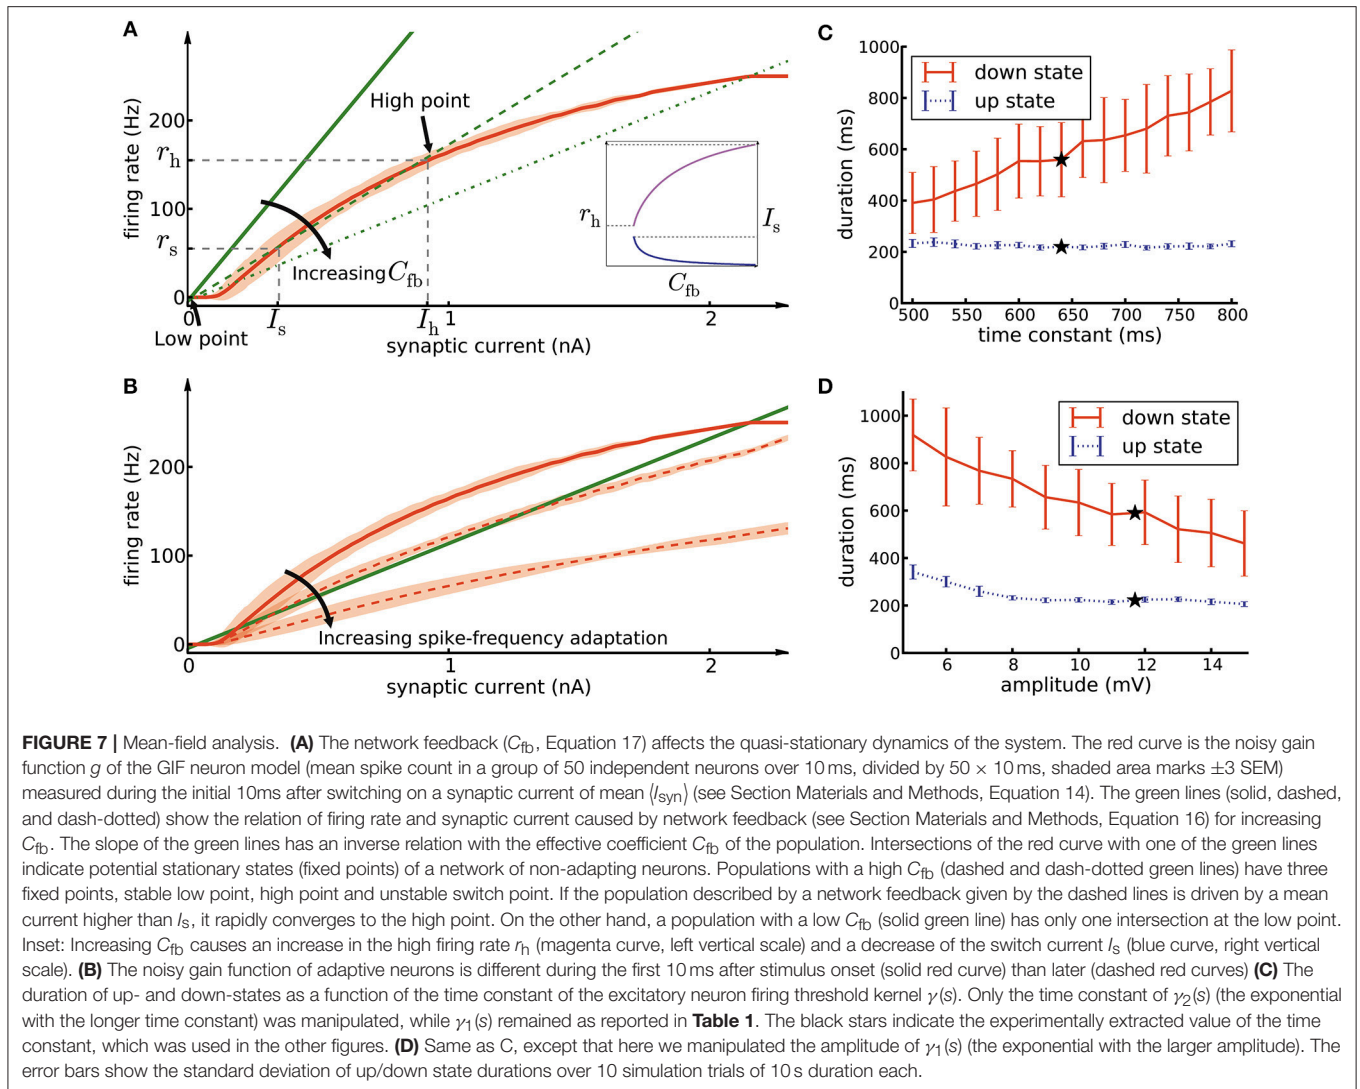 A
firing rate (Hz)
200
r_h
100
r_s
0
High point
Increasing C_fb
Low point
I_s
I_h
1
2
synaptic current (nA)
r_h
I_s
C_fb
B
firing rate (Hz)
200
100
0
Increasing spike-frequency adaptation
0
1
2
synaptic current (nA)
C
duration (ms)
1000
800
600
400
200
0
down state
up state
500
550
600
650
700
750
800
time constant (ms)
D
duration (ms)
1000
800
600
400
200
0
down state
up state
6
8
10
12
14
amplitude (mV)
FIGURE 7 | Mean-field analysis. (A) The network feedback (C_fb, Equation 17) affects the quasi-stationary dynamics of the system. The red curve is the noisy gain
function g of the GIF neuron model (mean spike count in a group of 50 independent neurons over 10 ms, divided by 50 × 10 ms, shaded area marks ±3 SEM)
measured during the initial 10ms after switching on a synaptic current of mean ⟨I_syn⟩ (see Section Materials and Methods, Equation 14). The green lines (solid, dashed,
and dash-dotted) show the relation of firing rate and synaptic current caused by network feedback (see Section Materials and Methods, Equation 16) for increasing
C_fb. The slope of the green lines has an inverse relation with the effective coefficient C_fb of the population. Intersections of the red curve with one of the green lines
indicate potential stationary states (fixed points) of a network of non-adapting neurons. Populations with a high C_fb (dashed and dash-dotted green lines) have three
fixed points, stable low point, high point and unstable switch point. If the population described by a network feedback given by the dashed lines is driven by a mean
current higher than I_s, it rapidly converges to the high point. On the other hand, a population with a low C_fb (solid green line) has only one intersection at the low point.
Inset: Increasing C_fb causes an increase in the high firing rate r_h (magenta curve, left vertical scale) and a decrease of the switch current I_s (blue curve, right vertical
scale). (B) The noisy gain function of adaptive neurons is different during the first 10 ms after stimulus onset (solid red curve) than later (dashed red curves) (C) The
duration of up- and down-states as a function of the time constant of the excitatory neuron firing threshold kernel γ(s). Only the time constant of γ₂(s) (the exponential
with the longer time constant) was manipulated, while γ₁(s) remained as reported in Table 1. The black stars indicate the experimentally extracted value of the time
constant, which was used in the other figures. (D) Same as C, except that here we manipulated the amplitude of γ₁(s) (the exponential with the larger amplitude). The
error bars show the standard deviation of up/down state durations over 10 simulation trials of 10 s duration each.